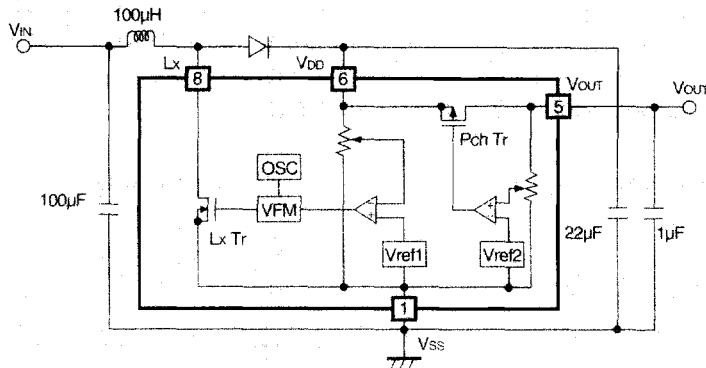 100µH
VIN
Lx
VDD
8
6
VOUT
5
VOUT
Pch Tr
OSC
VFM
100µF
Lx Tr
Vref1
Vref2
22µF
1µF
1
VSS